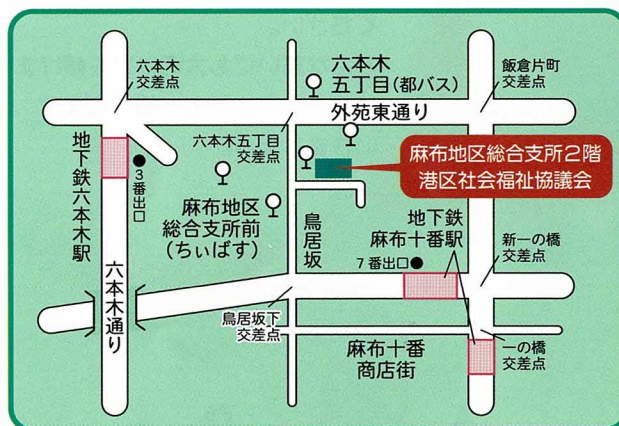 六本木
交差点
六本木
五丁目(都バス)
飯倉片町
交差点
外苑東通り
地下鉄六本木駅
3番出口
六本木五丁目
交差点
麻布地区総合支所2階
港区社会福祉協議会
麻布地区
総合支所前
(ちぃばす)
鳥居坂
地下鉄
麻布十番駅
7番出口
新一の橋
交差点
六本木通り
鳥居坂下
交差点
麻布十番
商店街
一の橋
交差点